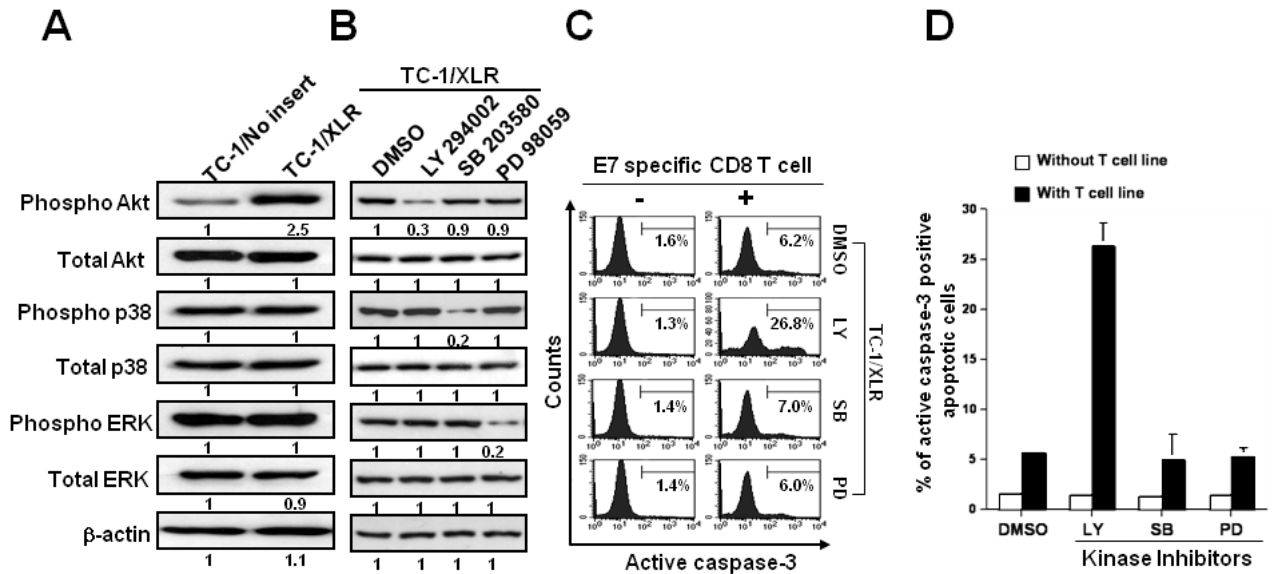 A
TC-1/No insert
TC-1/XLR
Phospho Akt
1 2.5
Total Akt
1 1
Phospho p38
1 1
Total p38
1 1
Phospho ERK
1 1
Total ERK
1 0.9
β-actin
1 1.1
B
TC-1/XLR
DMSO
LY 294002
SB 203580
PD 98059
1 0.3 0.9 0.9
1 1 1 1
1 1 0.2 1
1 1 1 1
1 1 1 0.2
1 1 1 1
1 1 1 1
C
E7 specific CD8 T cell
- +
1.6% 6.2% DMSO
1.3% 26.8% LY
1.4% 7.0% SB
1.4% 6.0% PD
TC-1/XLR
Counts
Active caspase-3
D
Without T cell line
With T cell line
% of active caspase-3 positive
apoptotic cells
30
25
20
15
10
5
0
DMSO LY SB PD
Kinase Inhibitors